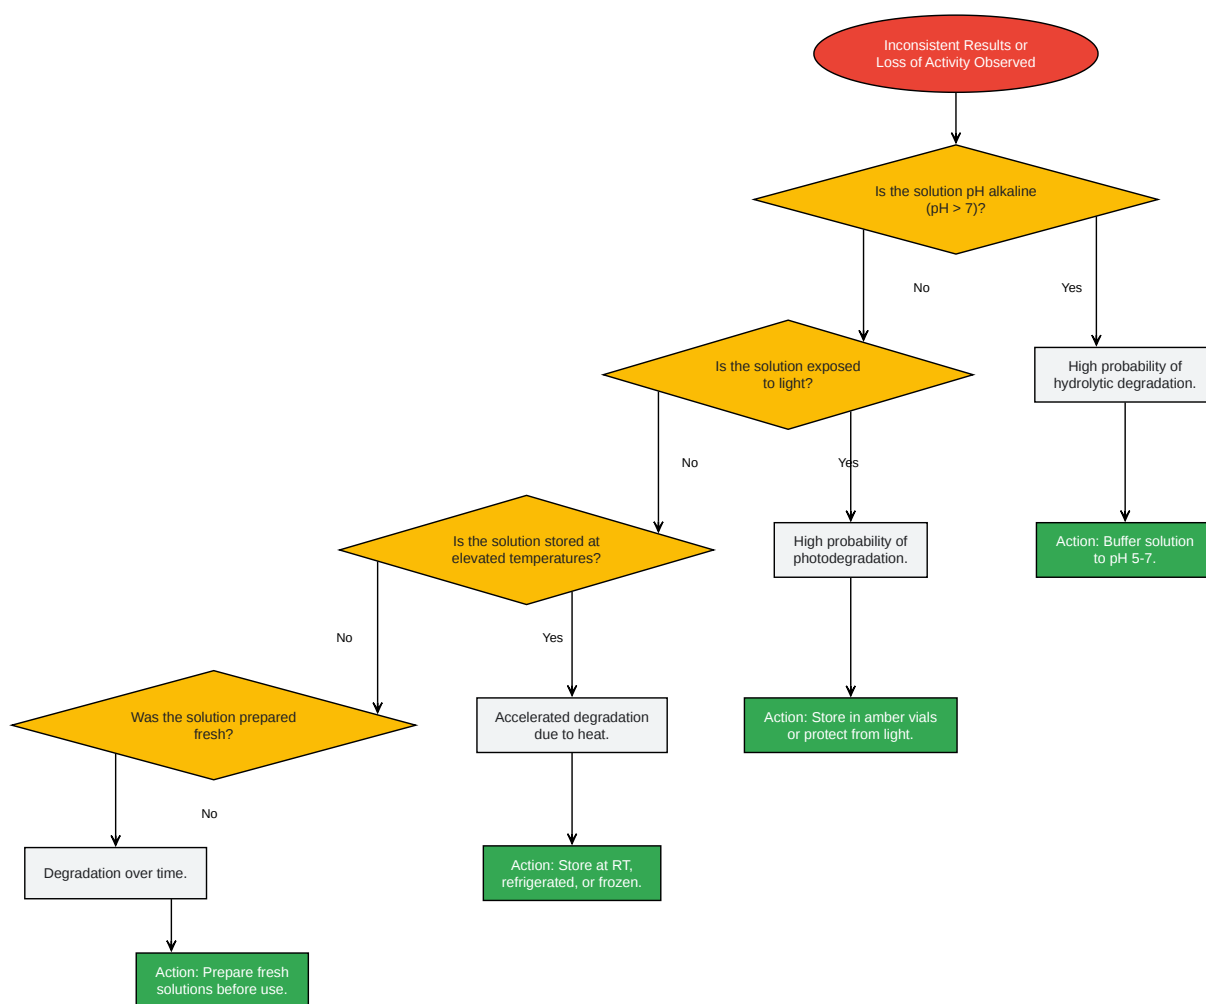 Inconsistent Results or
Loss of Activity Observed
Is the solution pH alkaline
(pH > 7)?
No
Yes
Is the solution exposed
to light?
High probability of
hydrolytic degradation.
No
Yes
Is the solution stored at
elevated temperatures?
High probability of
photodegradation.
Action: Buffer solution
to pH 5-7.
No
Yes
Was the solution prepared
fresh?
Accelerated degradation
due to heat.
Action: Store in amber vials
or protect from light.
No
Degradation over time.
Action: Store at RT,
refrigerated, or frozen.
Action: Prepare fresh
solutions before use.